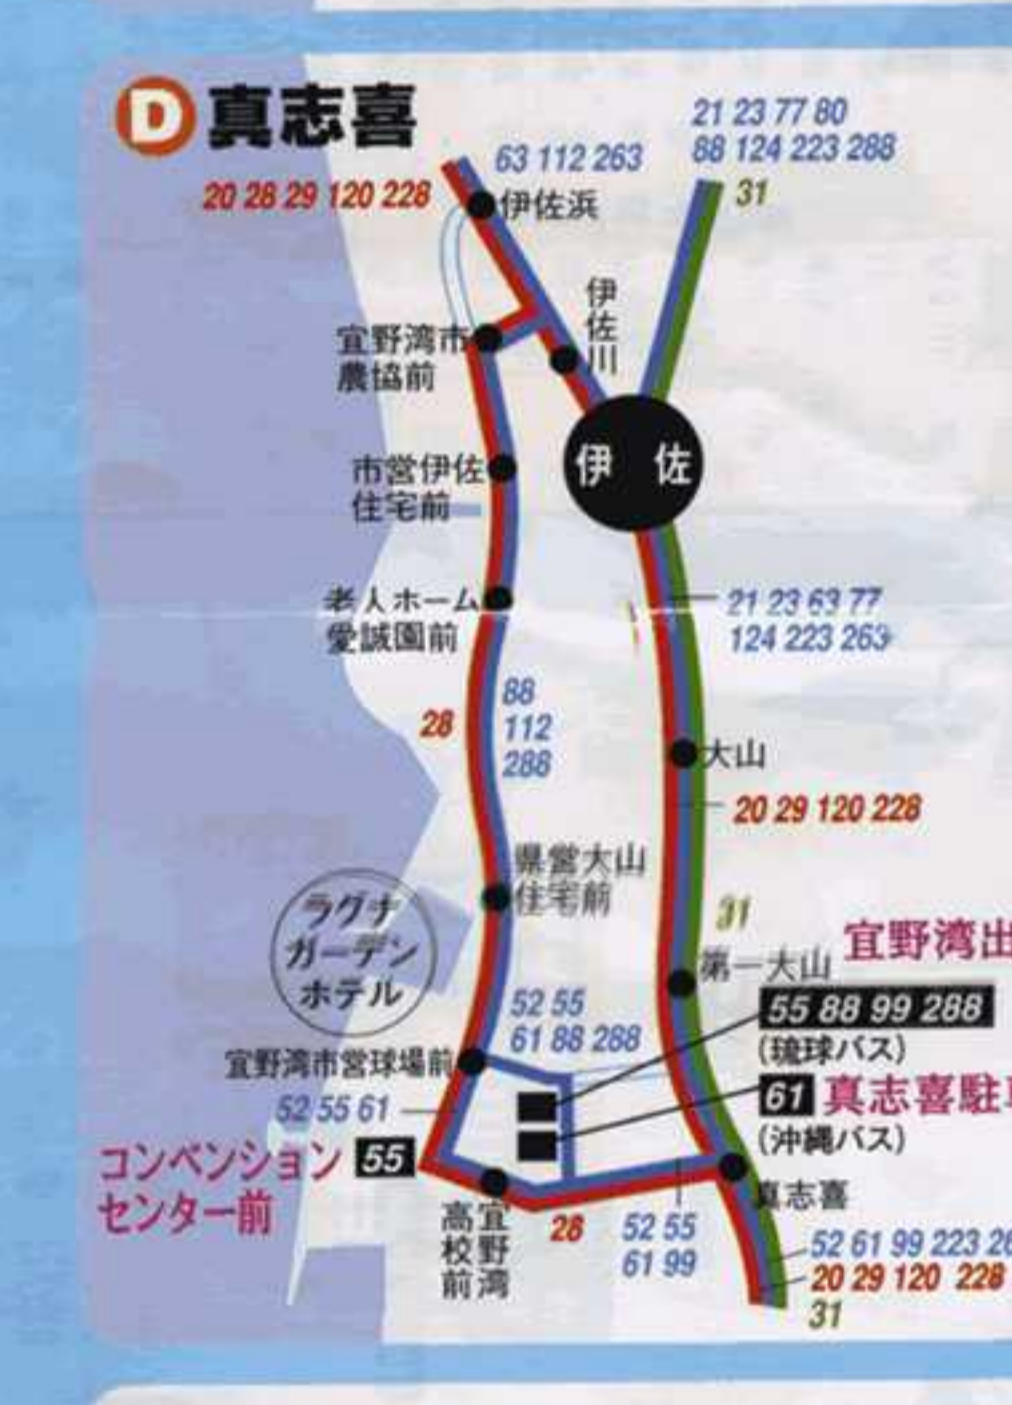 D 真志喜
21 23 77 80
88 124 223 288
31
63 112 263
20 28 29 120 228
伊佐浜
伊佐川
宜野湾市
農協前
伊佐
市営伊佐
住宅前
老人ホーム
愛誠園前
21 23 63 77
124 223 263
28
88
112
288
大山
20 29 120 228
県営大山
住宅前
31
ラグナ
ガーデン
ホテル
第一大山
宜野湾出
55 88 99 288
(琉球バス)
52 55
61 88 288
宜野湾市営球場前
52 55 61
61 真志喜駐
(沖縄バス)
コンベンション
センター前
55
真志喜
宜野湾
高校前
28
52 55
61 99
52 61 99 223
20 29 120 228
31